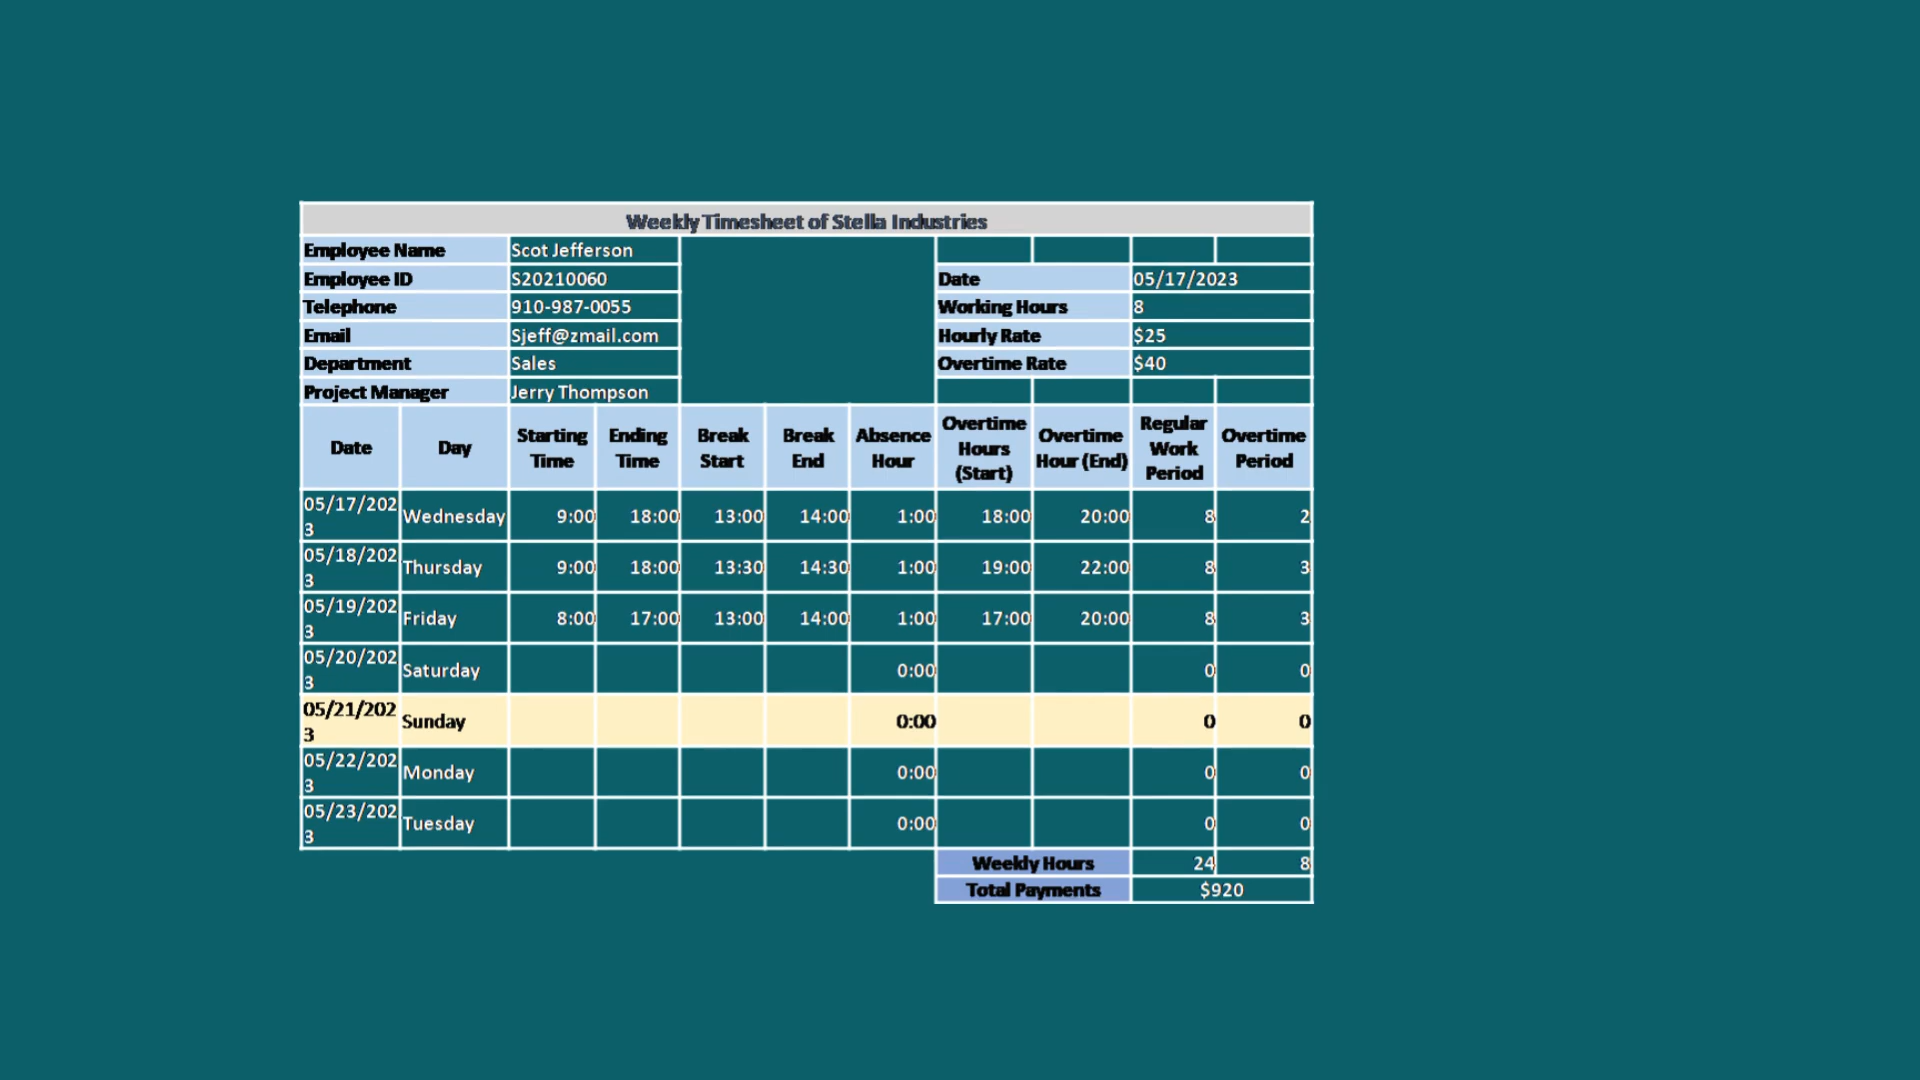 Weekly Timesheet of Stella Industries
Employee Name Scot Jefferson
Employee ID S20210060 Date 05/17/2023
Telephone 910-987-0055 Working Hours 8
Email Sjeff@zmail.com Hourly Rate $25
Department Sales Overtime Rate $40
Project Manager Jerry Thompson
Date Day Starting Time Ending Time Break Start Break End Absence Hour Overtime Hours (Start) Overtime Hour (End) Regular Work Period Overtime Period
05/17/2023 Wednesday 9:00 18:00 13:00 14:00 1:00 18:00 20:00 8 2
05/18/2023 Thursday 9:00 18:00 13:30 14:30 1:00 19:00 22:00 8 3
05/19/2023 Friday 8:00 17:00 13:00 14:00 1:00 17:00 20:00 8 3
05/20/2023 Saturday 0:00 0 0
05/21/2023 Sunday 0:00 0 0
05/22/2023 Monday 0:00 0 0
05/23/2023 Tuesday 0:00 0 0
Weekly Hours 24 8
Total Payments $920